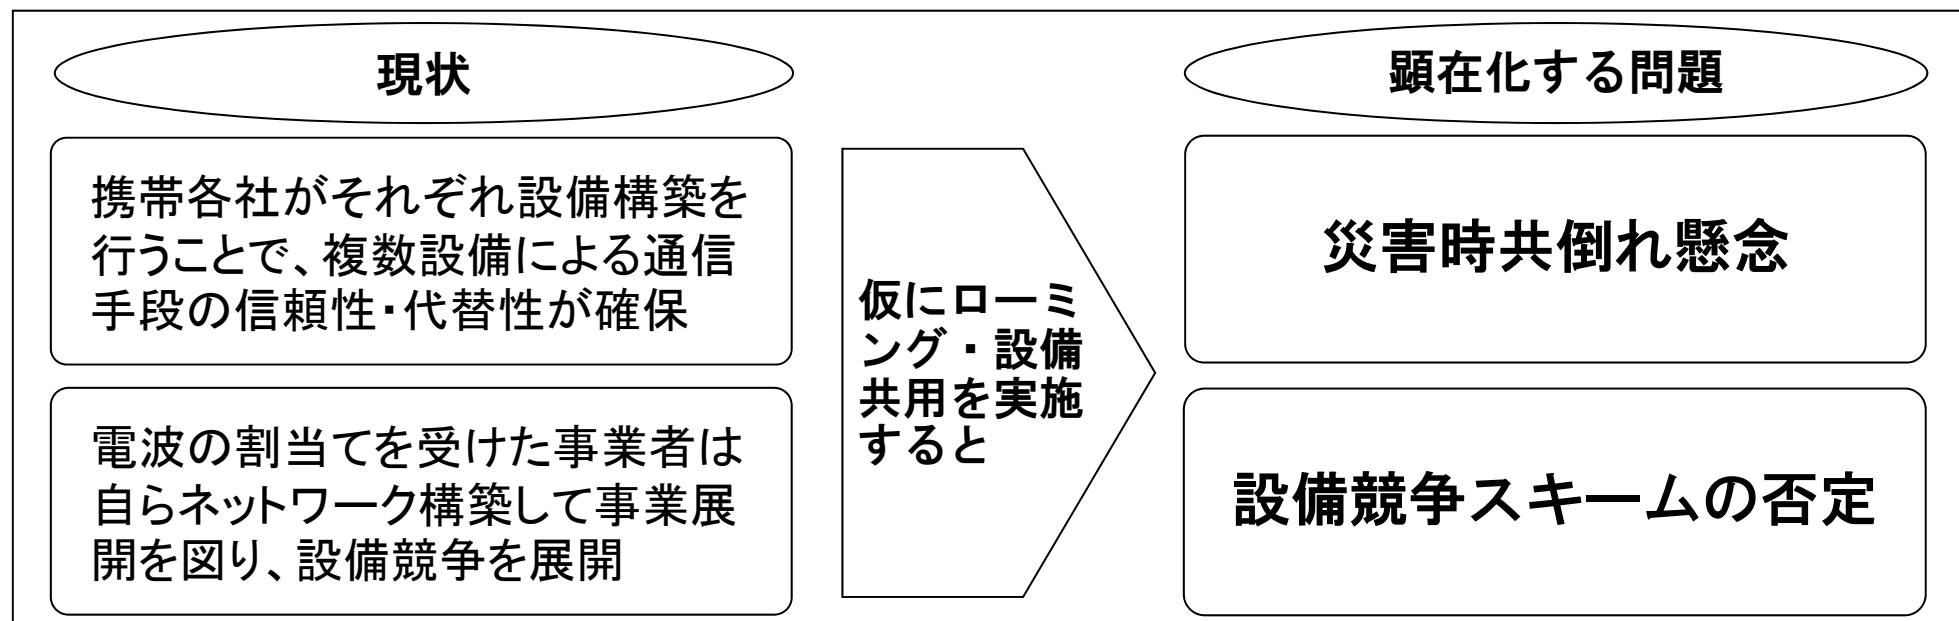 現状
携帯各社がそれぞれ設備構築を
行うことで、複数設備による通信
手段の信頼性・代替性が確保
電波の割当てを受けた事業者は
自らネットワーク構築して事業展
開を図り、設備競争を展開
仮にローミ
ング・設備
共用を実施
すると
顕在化する問題
災害時共倒れ懸念
設備競争スキームの否定